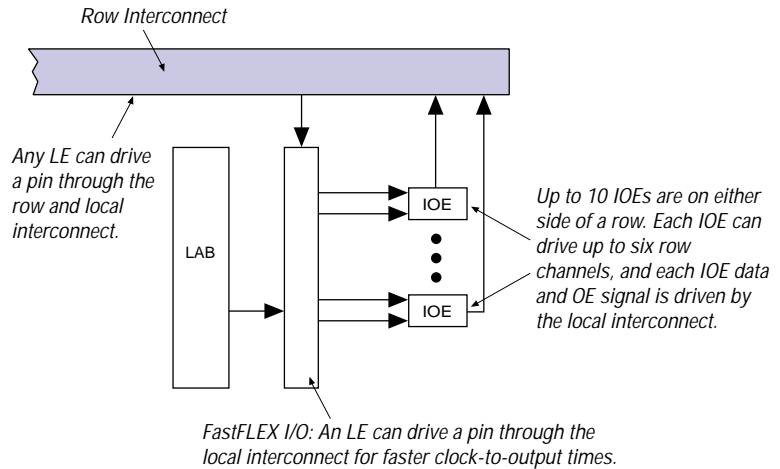 Row Interconnect
Any LE can drive
a pin through the
row and local
interconnect.
LAB
IOE
IOE
Up to 10 IOEs are on either
side of a row. Each IOE can
drive up to six row
channels, and each IOE data
and OE signal is driven by
the local interconnect.
FastFLEX I/O: An LE can drive a pin through the
local interconnect for faster clock-to-output times.